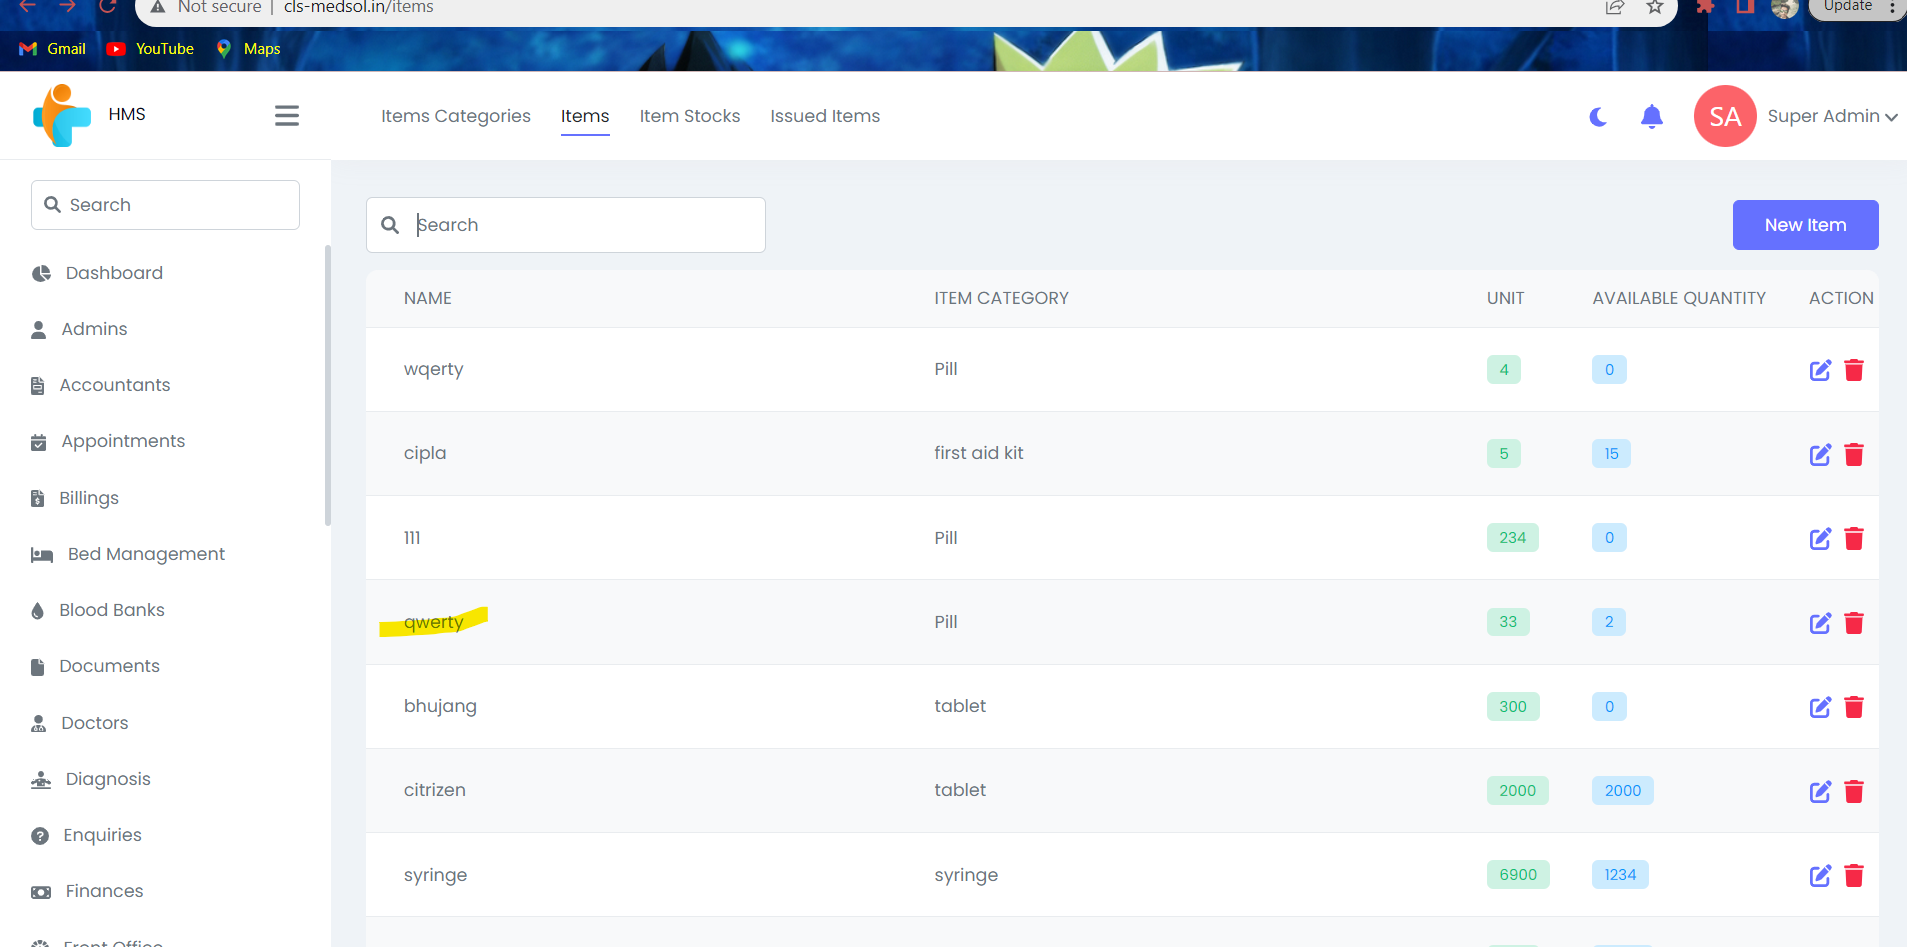 Not secure | cls-medsol.in/items Update
Gmail YouTube Maps
HMS Items Categories Items Item Stocks Issued Items SA Super Admin
Search
Search New Item
Dashboard
Admins
Accountants
Appointments
Billings
Bed Management
Blood Banks
Documents
Doctors
Diagnosis
Enquiries
Finances
Front Office
NAME ITEM CATEGORY UNIT AVAILABLE QUANTITY ACTION
wqerty Pill 4 0
cipla first aid kit 5 15
111 Pill 234 0
qwerty Pill 33 2
bhujang tablet 300 0
citrizen tablet 2000 2000
syringe syringe 6900 1234